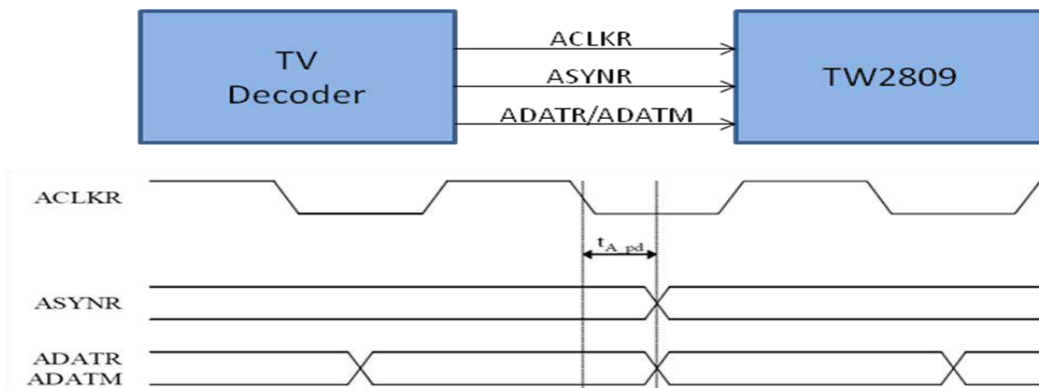 TV
Decoder
ACLKR
ASYNR
ADATR/ADATM
TW2809
ACLKR
tA_pd
ASYNR
ADATR
ADATM